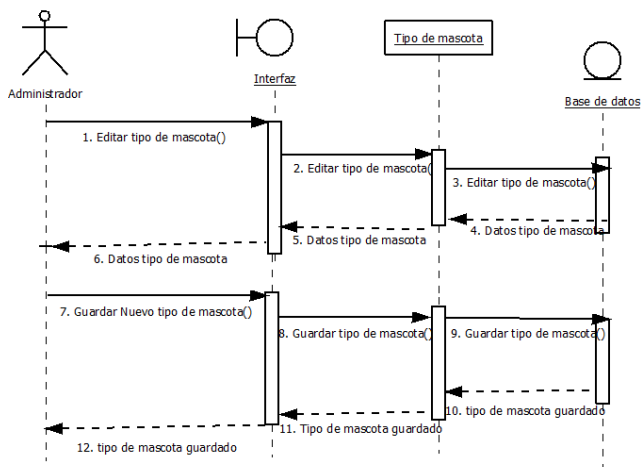 Tipo de mascota
Interfaz
Administrador
Base de datos
1. Editar tipo de mascota()
2. Editar tipo de mascota(
3. Editar tipo de mascota()
4. Datos tipo de mascota
5. Datos tipo de mascota
6. Datos tipo de mascota
7. Guardar Nuevo tipo de mascota()
8. Guardar tipo de mascota()
9. Guardar tipo de mascota()
10. tipo de mascota guardado
11. Tipo de mascota guardado
12. tipo de mascota guardado